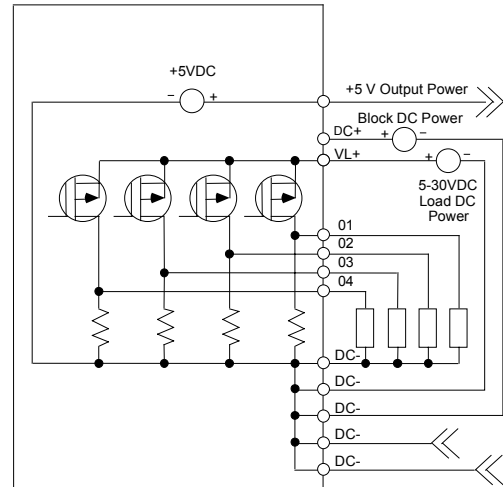 +5VDC
- +
+5 V Output Power
Block DC Power
DC+ + -
VL+ + -
5-30VDC
Load DC
Power
01
02
03
04
DC-
DC-
DC-
DC-
DC-